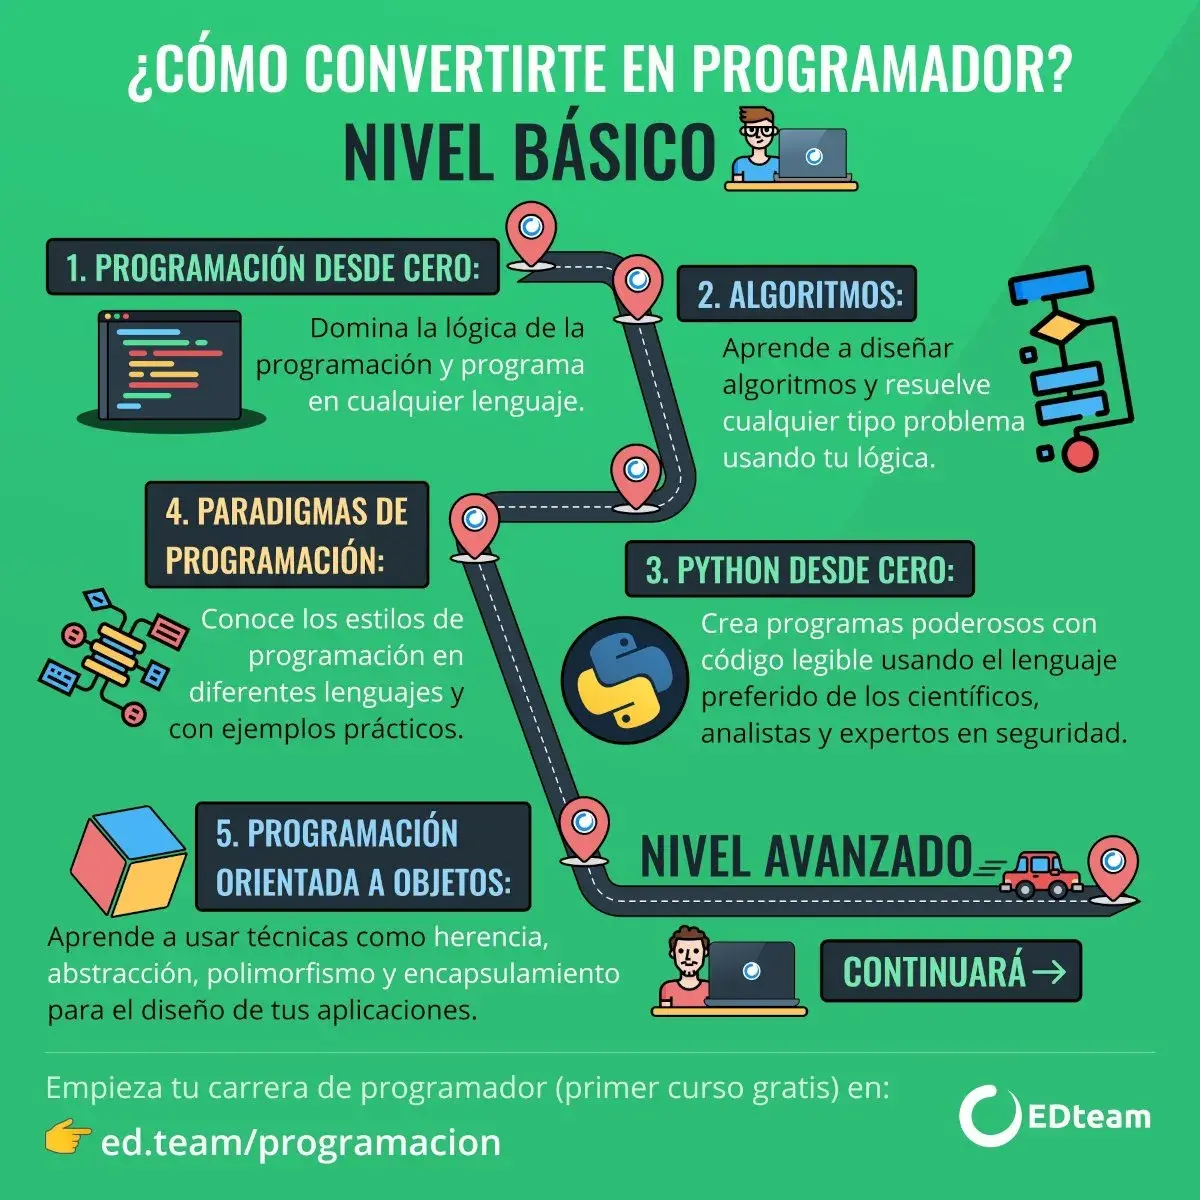 ¿CÓMO CONVERTIRTE EN PROGRAMADOR?
NIVEL BÁSICO
1. PROGRAMACIÓN DESDE CERO:
Domina la lógica de la
programación y programa
en cualquier lenguaje.
2. ALGORITMOS:
Aprende a diseñar
algoritmos y resuelve
cualquier tipo problema
usando tu lógica.
3. PYTHON DESDE CERO:
Crea programas poderosos con
código legible usando el lenguaje
preferido de los científicos,
analistas y expertos en seguridad.
4. PARADIGMAS DE
PROGRAMACIÓN:
Conoce los estilos de
programación en
diferentes lenguajes y
con ejemplos prácticos.
5. PROGRAMACIÓN
ORIENTADA A OBJETOS:
Aprende a usar técnicas como herencia,
abstracción, polimorfismo y encapsulamiento
para el diseño de tus aplicaciones.
NIVEL AVANZADO
CONTINUARÁ→
Empieza tu carrera de programador (primer curso gratis) en:
👉 ed.team/programacion
EDteam